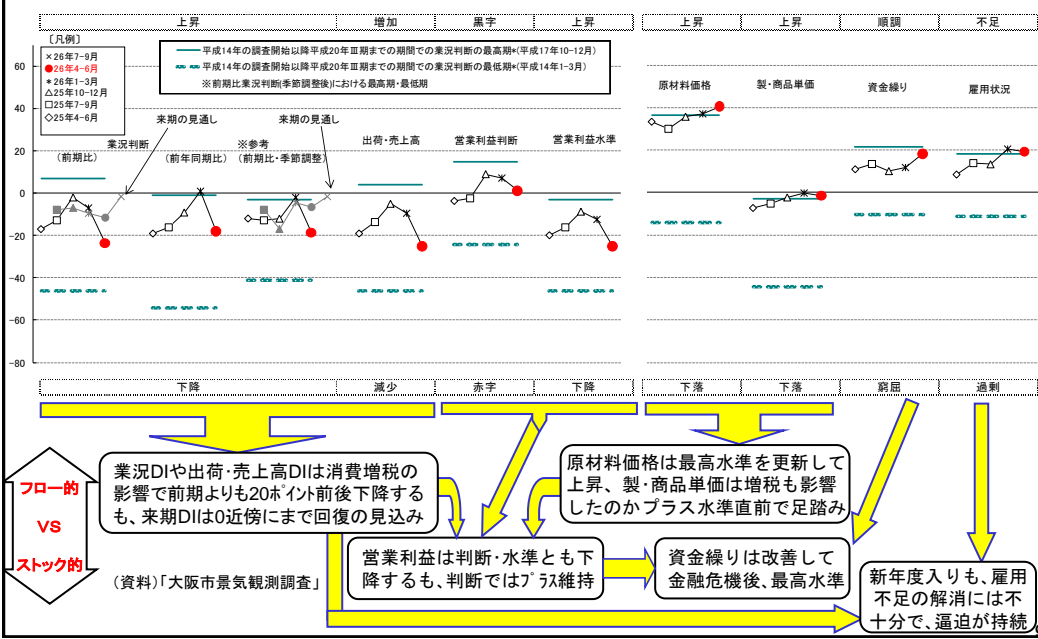 上昇 増加 黒字 上昇 上昇 上昇 順調 不足
〔凡例〕
×26年7-9月
●26年4-6月
*26年1-3月
△25年10-12月
□25年7-9月
◇25年4-6月
平成14年の調査開始以降平成20年Ⅲ期までの期間での業況判断の最高期*(平成17年10-12月)
平成14年の調査開始以降平成20年Ⅲ期までの期間での業況判断の最低期*(平成14年1-3月)
※前期比業況判断(季節調整後)における最高期・最低期
60
40
20
0
-20
-40
-60
-80
来期の見通し 来期の見通し
業況判断
(前期比) (前年同期比)
※参考
(前期比・季節調整)
出荷・売上高 営業利益判断 営業利益水準
原材料価格 製・商品単価 資金繰り 雇用状況
下降 減少 赤字 下降 下落 下落 窮屈 過剰
フロー的
VS
ストック的
業況DIや出荷・売上高DIは消費増税の
影響で前期よりも20ポイント前後下降する
も、来期DIは0近傍にまで回復の見込み
原材料価格は最高水準を更新して
上昇、製・商品単価は増税も影響
したのかプラス水準直前で足踏み
営業利益は判断・水準とも下
降するも、判断ではプラス維持
資金繰りは改善して
金融危機後、最高水準
新年度入りも、雇用
不足の解消には不
十分で、逼迫が持続
(資料)「大阪市景気観測調査」